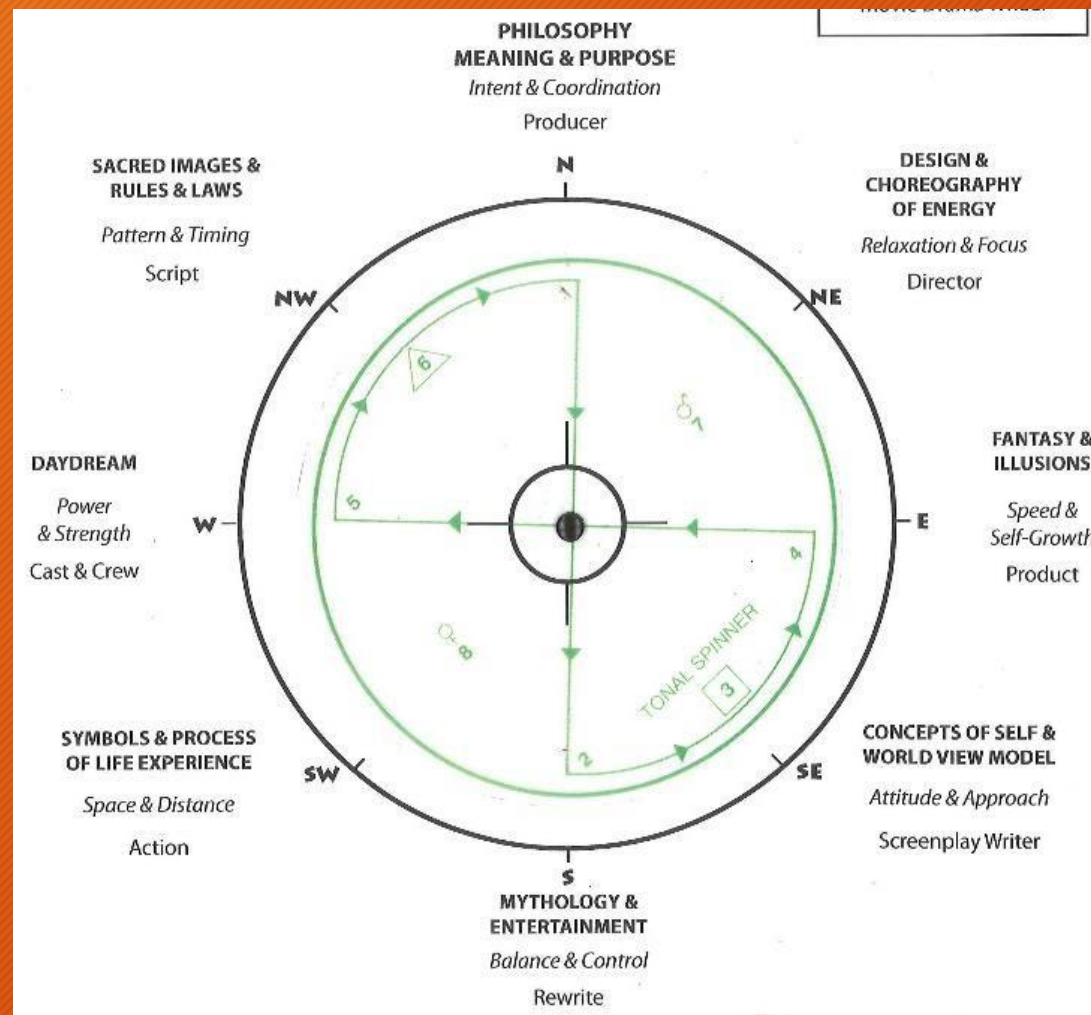 PHILOSOPHY
MEANING & PURPOSE
Intent & Coordination
Producer
N
SACRED IMAGES &
RULES & LAWS
Pattern & Timing
Script
NW
DESIGN &
CHOREOGRAPHY
OF ENERGY
Relaxation & Focus
Director
NE
1
6
7
DAYDREAM
Power
& Strength
Cast & Crew
W
5
4
E
FANTASY &
ILLUSIONS
Speed &
Self-Growth
Product
8
TONAL SPINNER
3
2
SYMBOLS & PROCESS
OF LIFE EXPERIENCE
Space & Distance
Action
SW
CONCEPTS OF SELF &
WORLD VIEW MODEL
Attitude & Approach
Screenplay Writer
SE
S
MYTHOLOGY &
ENTERTAINMENT
Balance & Control
Rewrite